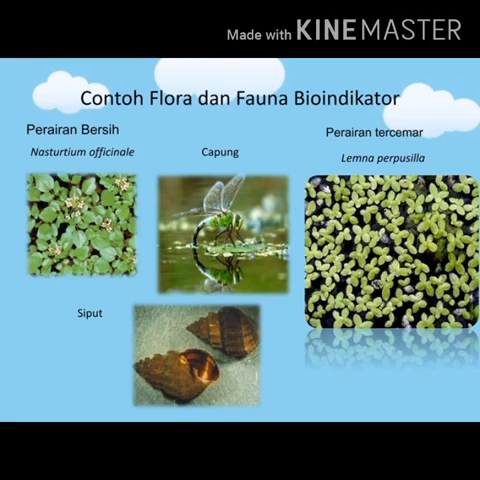 Made with KINEMASTER
Contoh Flora dan Fauna Bioindikator
Perairan Bersih
Nasturtium officinale
Capung
Perairan tercemar
Lemna perpusilla
Siput